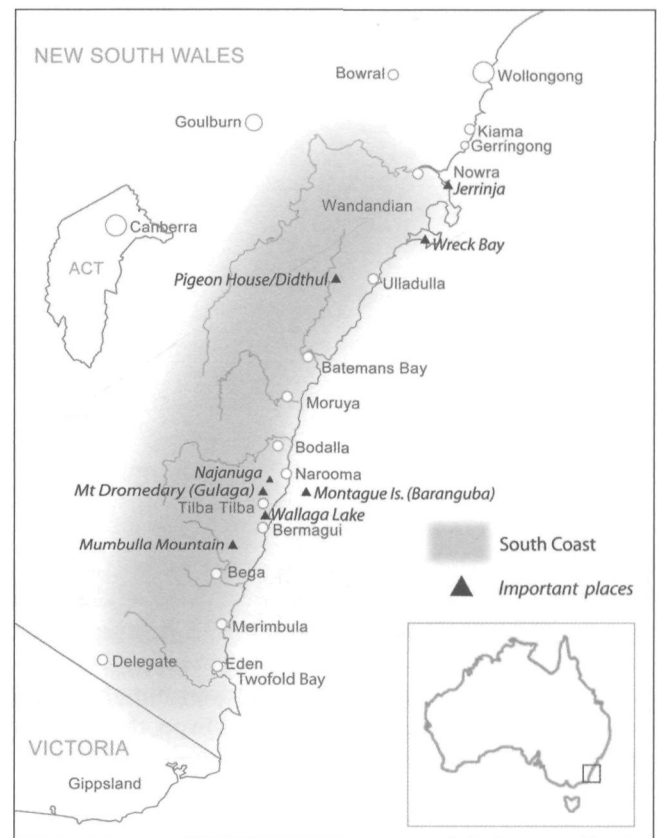 NEW SOUTH WALES
Bowral
Wollongong
Goulburn
Kiama
Gerringong
Nowra
Jerrinja
Wandandian
Canberra
Wreck Bay
ACT
Pigeon House/Didthul
Ulladulla
Batemans Bay
Moruya
Bodalla
Najanuga
Narooma
Mt Dromedary (Gulaga)
Montague Is. (Baranguba)
Tilba Tilba
Wallaga Lake
Bermagui
Mumbulla Mountain
South Coast
Bega
Important places
Merimbula
Delegate
Eden
Twofold Bay
VICTORIA
Gippsland